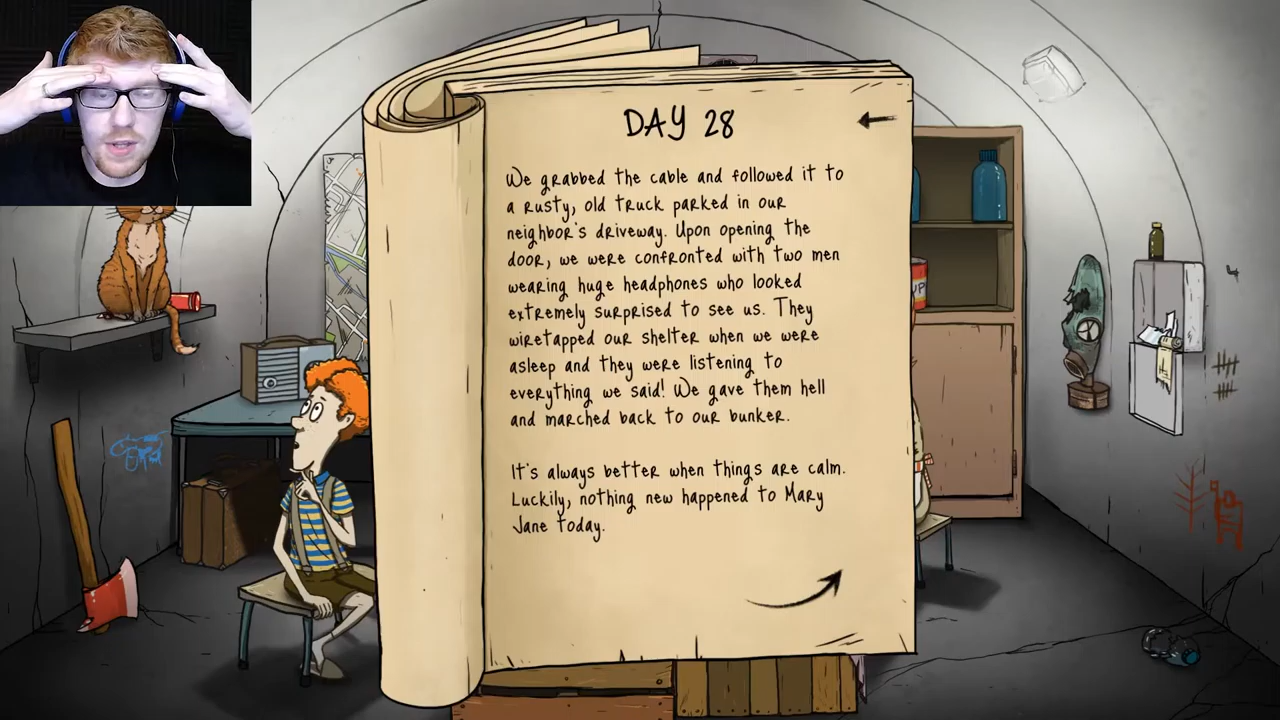 DAY 28
We grabbed the cable and followed it to
a rusty, old truck parked in our
neighbor's driveway. Upon opening the
door, we were confronted with two men
wearing huge headphones who looked
extremely surprised to see us. They
wiretapped our shelter when we were
asleep and they were listening to
everything we said! We gave them hell
and marched back to our bunker.
It's always better when things are calm.
Luckily, nothing new happened to Mary
Jane today.